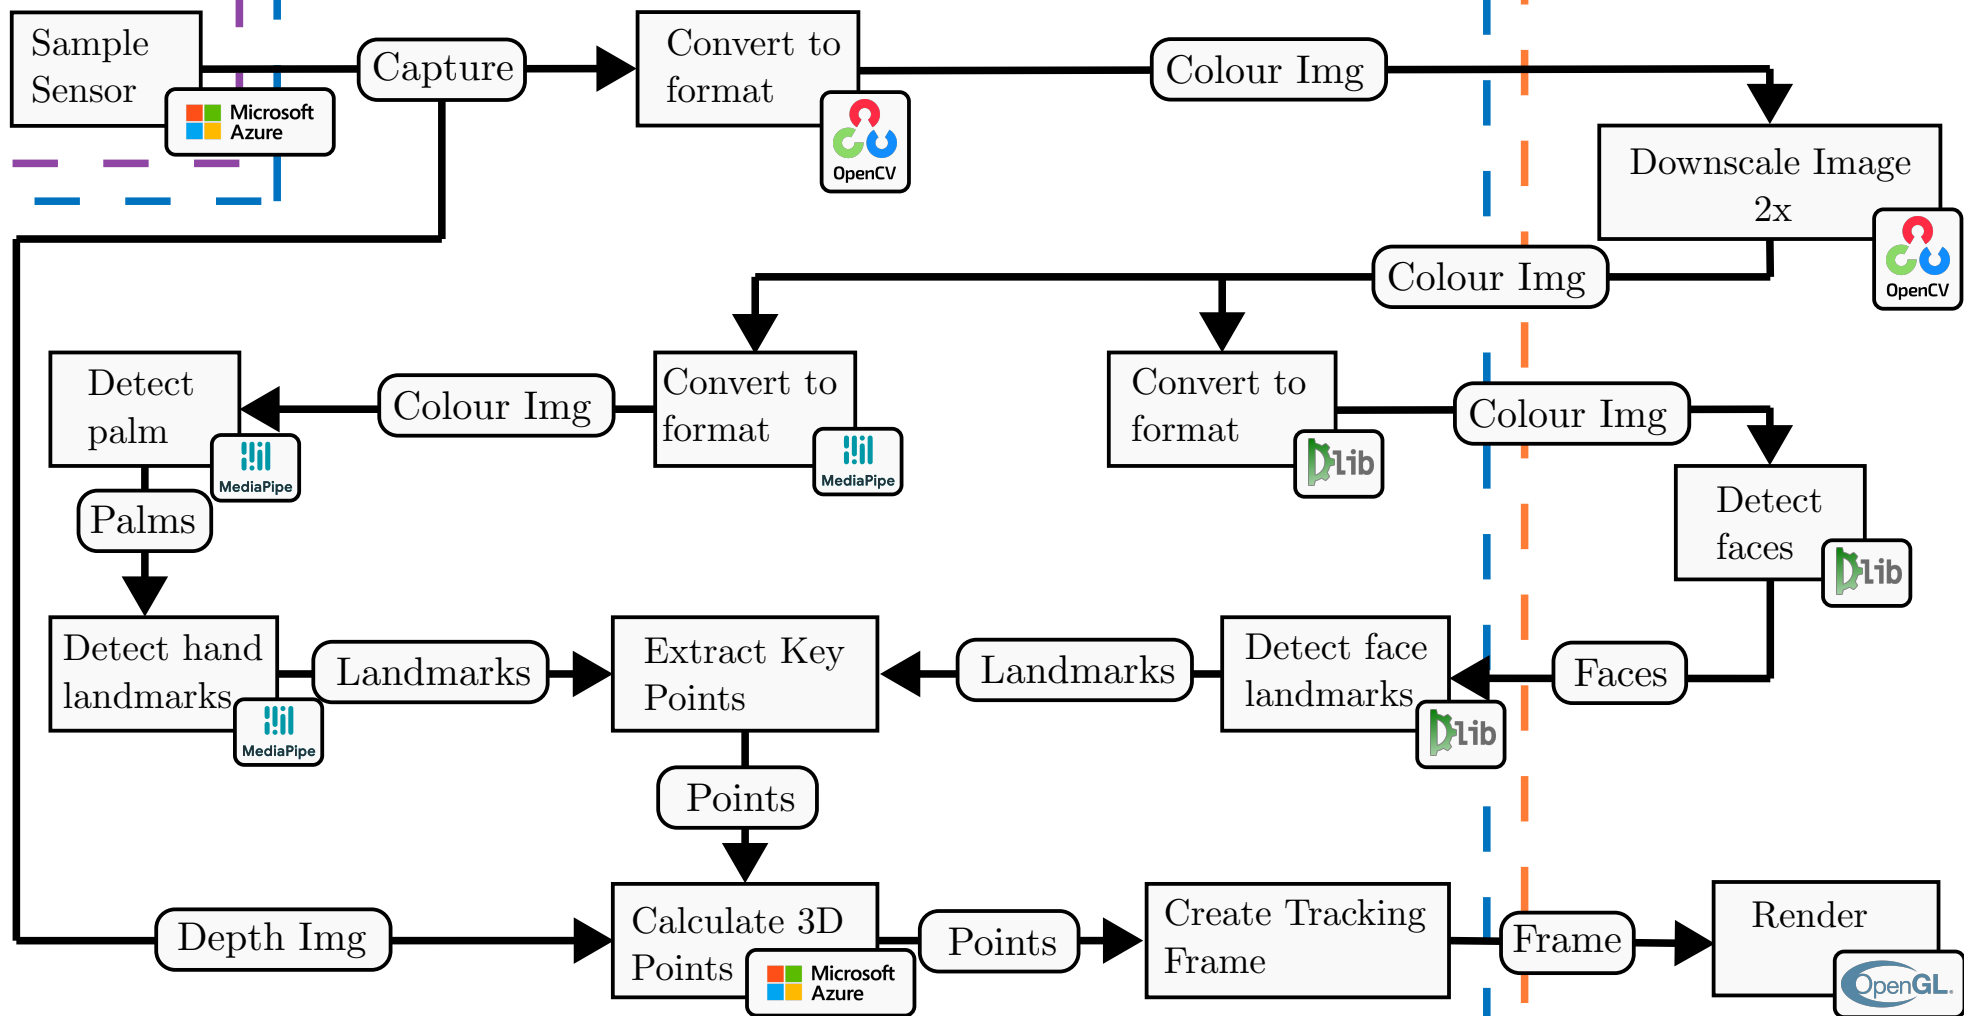 Sample
Sensor
Microsoft
Azure
Capture
Convert to
format
OpenCV
Colour Img
Downscale Image
2x
OpenCV
Colour Img
Detect
palm
MediaPipe
Colour Img
Convert to
format
MediaPipe
Convert to
format
Dlib
Colour Img
Detect
faces
Dlib
Palms
Detect hand
landmarks
MediaPipe
Landmarks
Extract Key
Points
Landmarks
Detect face
landmarks
Dlib
Faces
Points
Depth Img
Calculate 3D
Points
Microsoft
Azure
Points
Create Tracking
Frame
Frame
Render
OpenGL®